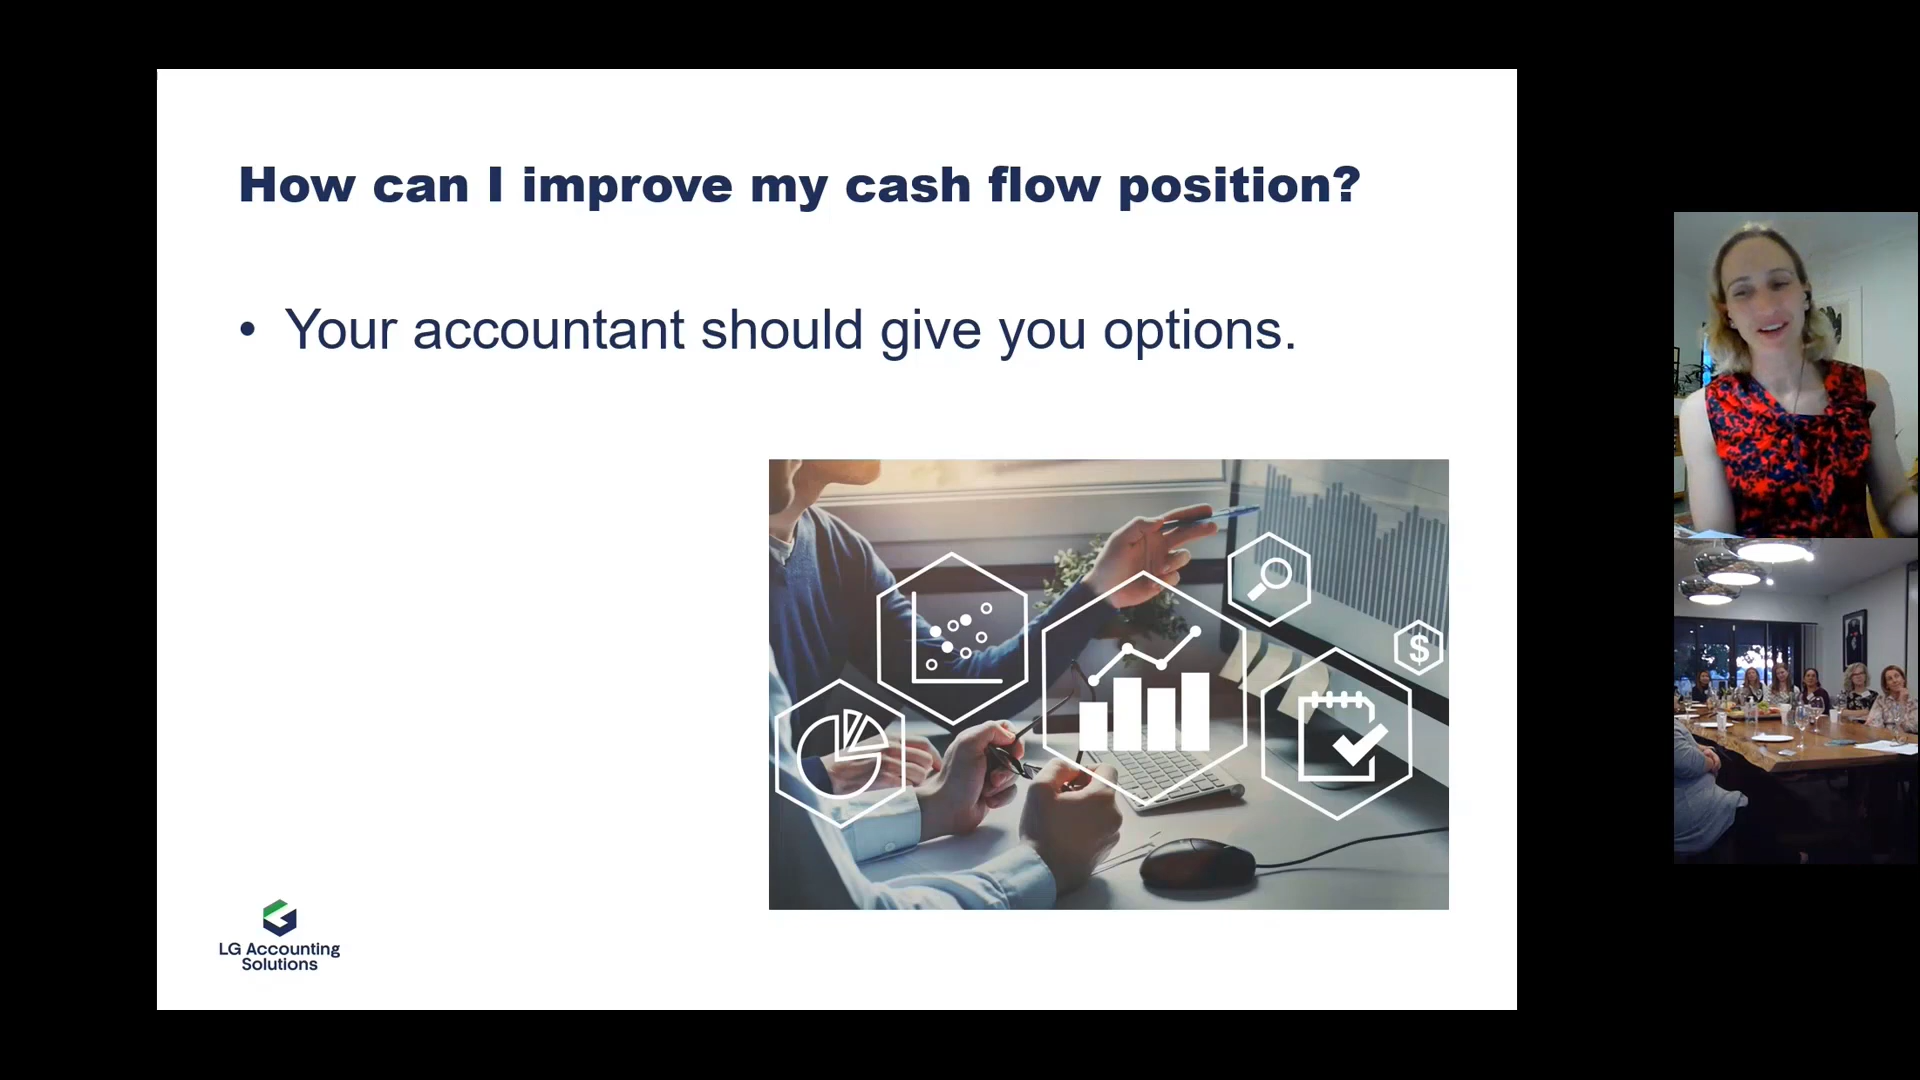 How can I improve my cash flow position?
• Your accountant should give you options.
$
LG Accounting
Solutions